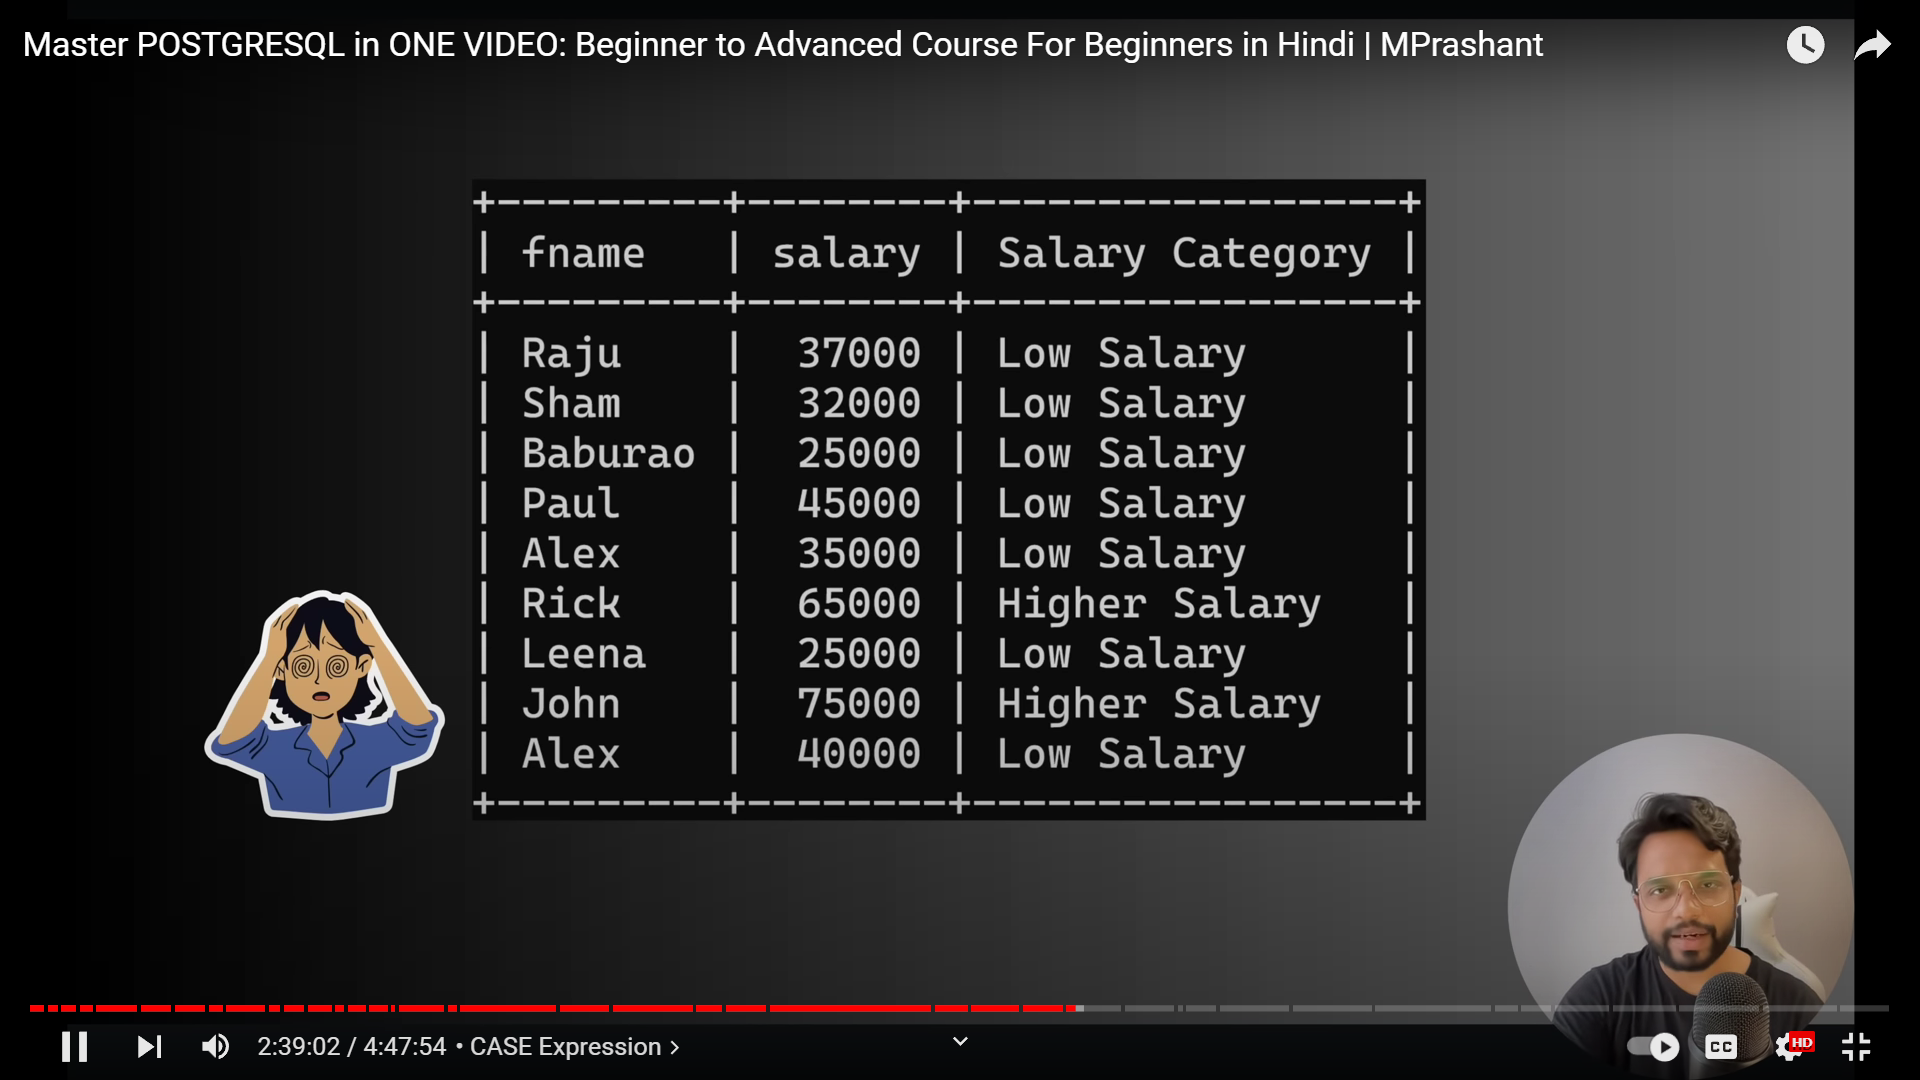 Master POSTGRESQL in ONE VIDEO: Beginner to Advanced Course For Beginners in Hindi | MPrashant
+---------+--------+-----------------+
| fname   | salary | Salary Category |
+---------+--------+-----------------+
| Raju    |  37000 | Low Salary      |
| Sham    |  32000 | Low Salary      |
| Baburao |  25000 | Low Salary      |
| Paul    |  45000 | Low Salary      |
| Alex    |  35000 | Low Salary      |
| Rick    |  65000 | Higher Salary   |
| Leena   |  25000 | Low Salary      |
| John    |  75000 | Higher Salary   |
| Alex    |  40000 | Low Salary      |
+---------+--------+-----------------+
2:39:02 / 4:47:54 • CASE Expression >
CC
HD